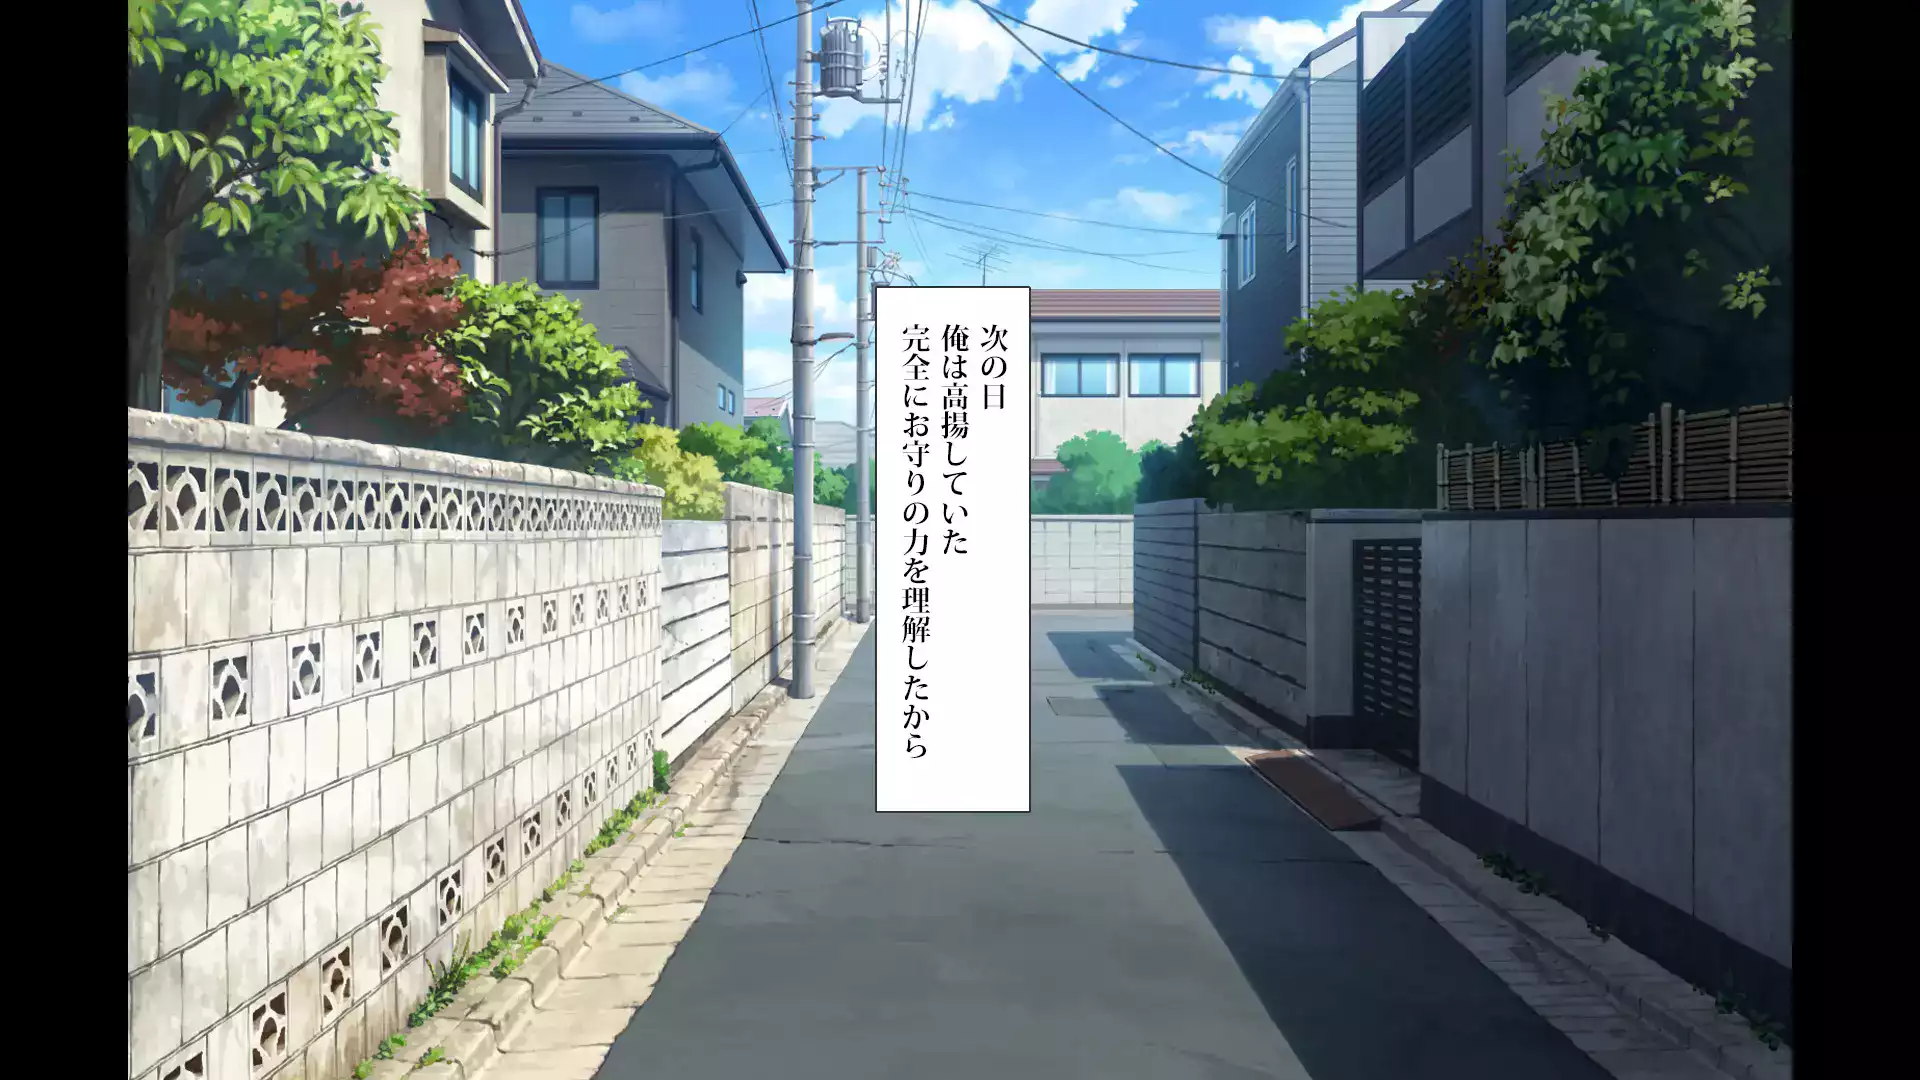 次の日
俺は高揚していた
完全にお守りの力を理解したから